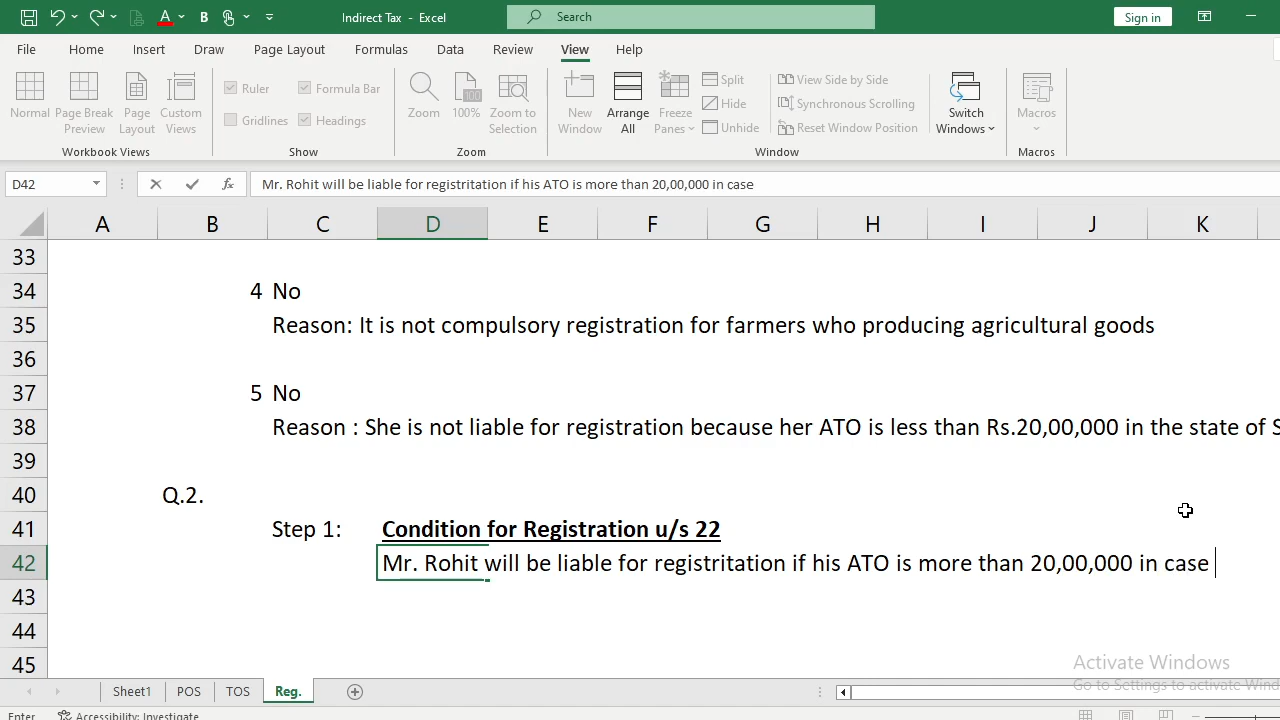 Indirect Tax - Excel
Search
Sign in
File Home Insert Draw Page Layout Formulas Data Review View Help
Normal
Page Break Preview
Page Layout
Custom Views
Workbook Views
Ruler
Formula Bar
Gridlines
Headings
Show
Zoom
100%
Zoom to Selection
Zoom
New Window
Arrange All
Freeze Panes
Split
Hide
Unhide
View Side by Side
Synchronous Scrolling
Reset Window Position
Switch Windows
Window
Macros
Macros
D42
fx
Mr. Rohit will be liable for registritation if his ATO is more than 20,00,000 in case
A B C D E F G H I J K
33
34 4 No
35 Reason: It is not compulsory registration for farmers who producing agricultural goods
36
37 5 No
38 Reason : She is not liable for registration because her ATO is less than Rs.20,00,000 in the state of S
39
40 Q.2.
41 Step 1: Condition for Registration u/s 22
42 Mr. Rohit will be liable for registritation if his ATO is more than 20,00,000 in case
43
44
45
Activate Windows
Go to Settings to activate Wind
Sheet1 POS TOS Reg.
Enter Accessibility: Investigate